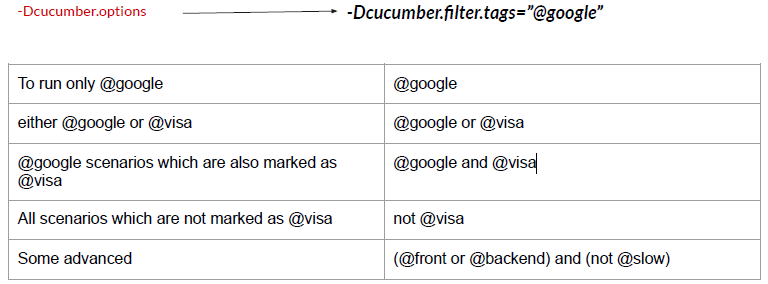 -Dcucumber.options
-Dcucumber.filter.tags=”@google”
To run only @google
@google
either @google or @visa
@google or @visa
@google scenarios which are also marked as
@visa
@google and @visa
All scenarios which are not marked as @visa
not @visa
Some advanced
(@front or @backend) and (not @slow)